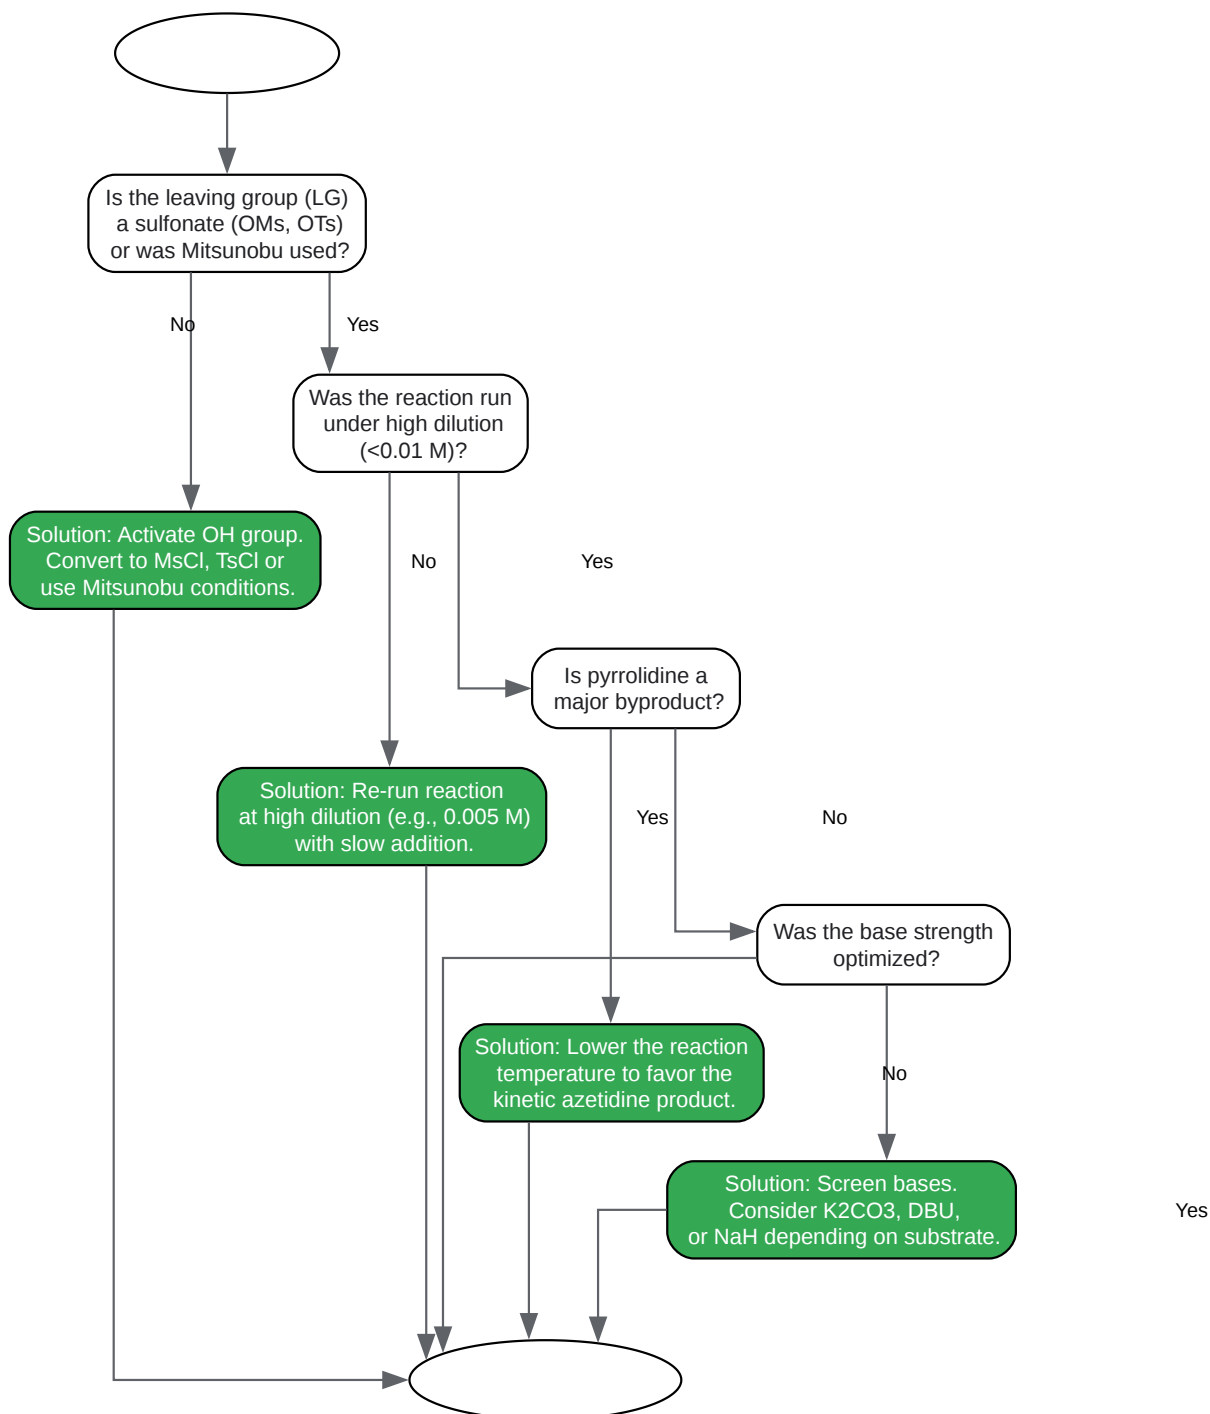 Is the leaving group (LG)
a sulfonate (OMs, OTs)
or was Mitsunobu used?
No
Yes
Was the reaction run
under high dilution
(<0.01 M)?
Solution: Activate OH group.
Convert to MsCl, TsCl or
use Mitsunobu conditions.
No
Yes
Is pyrrolidine a
major byproduct?
Solution: Re-run reaction
at high dilution (e.g., 0.005 M)
with slow addition.
Yes
No
Was the base strength
optimized?
Solution: Lower the reaction
temperature to favor the
kinetic azetidine product.
No
Solution: Screen bases.
Consider K2CO3, DBU,
or NaH depending on substrate.
Yes